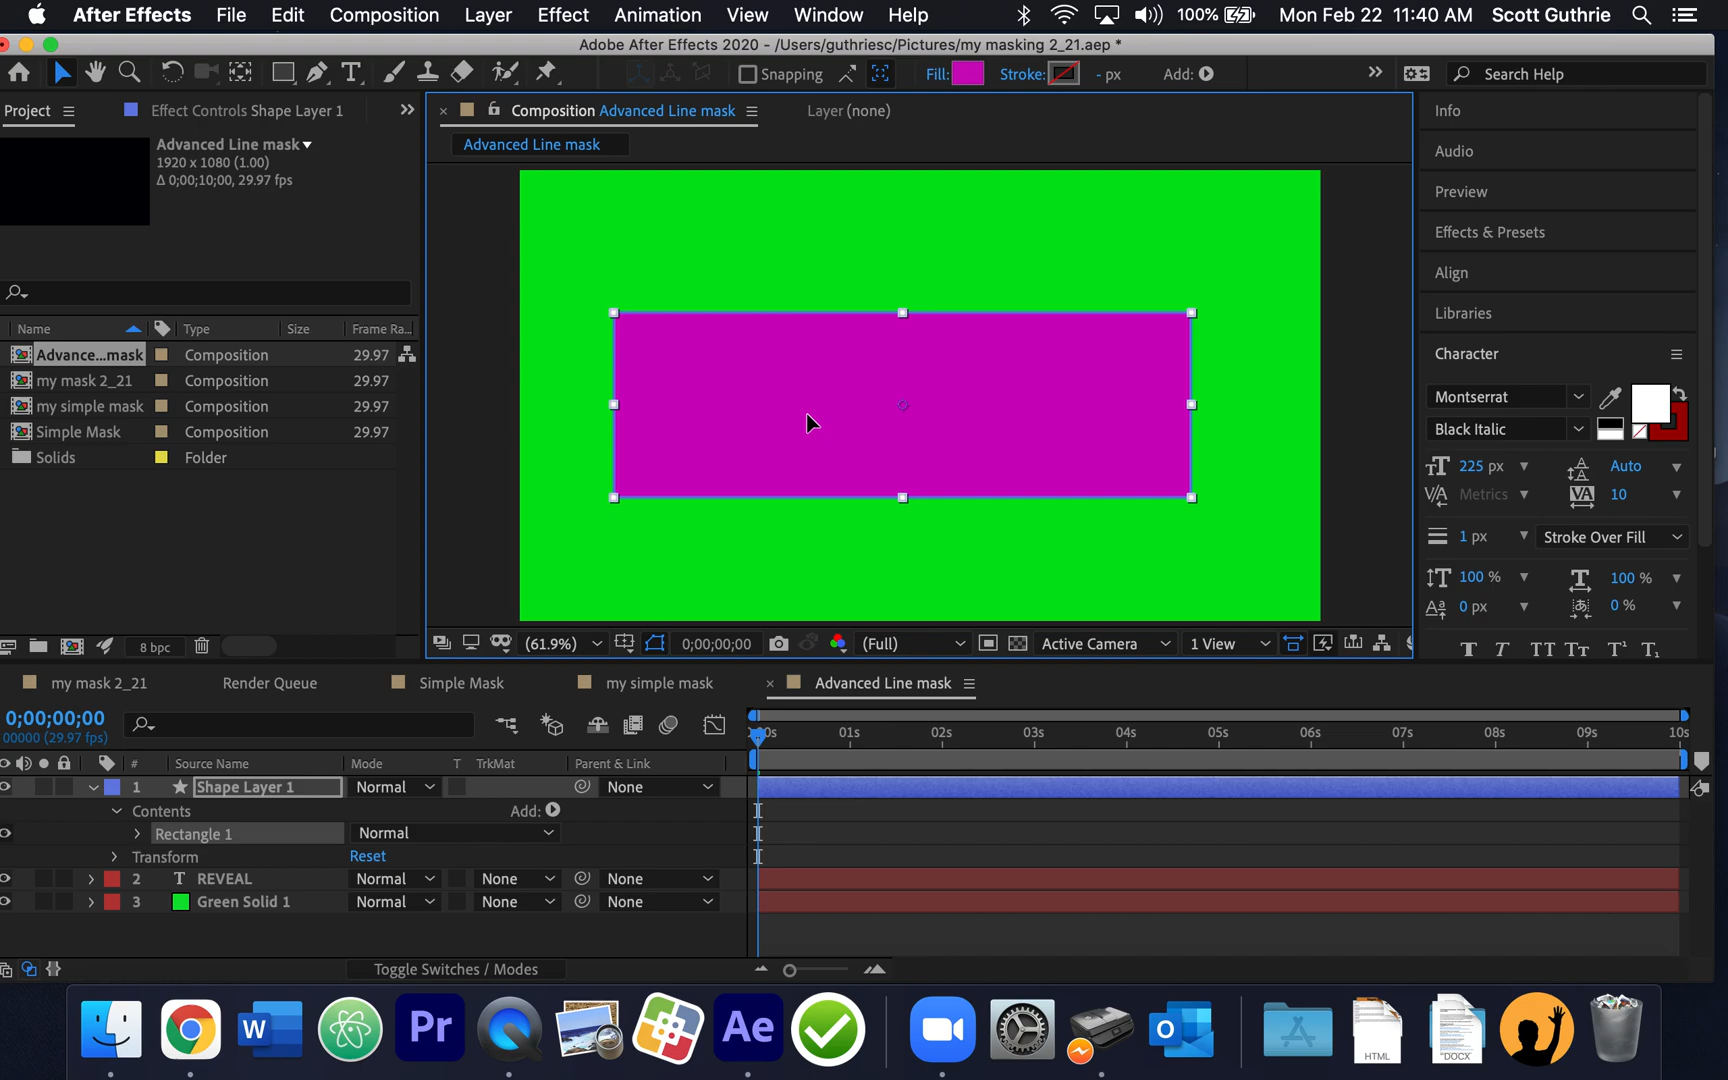 After Effects File Edit Composition Layer Effect Animation View Window Help 100% Mon Feb 22 11:40 AM Scott Guthrie
Adobe After Effects 2020 - /Users/guthriesc/Pictures/my masking 2_21.aep *
T Snapping Fill: Stroke: - px Add: Search Help
Project Effect Controls Shape Layer 1
Composition Advanced Line mask Layer (none)
Advanced Line mask
Advanced Line mask
1920 x 1080 (1.00)
Δ 0;00;10;00, 29.97 fps
Name Type Size Frame Ra...
Advance...mask Composition 29.97
my mask 2_21 Composition 29.97
my simple mask Composition 29.97
Simple Mask Composition 29.97
Solids Folder
8 bpc
(61.9%) 0;00;00;00 (Full) Active Camera 1 View
Info
Audio
Preview
Effects & Presets
Align
Libraries
Character
Montserrat
Black Italic
225 px Auto
Metrics 10
1 px Stroke Over Fill
100 % 100 %
0 px 0 %
T T TT Tт T¹ T₁
my mask 2_21 Render Queue Simple Mask my simple mask Advanced Line mask
0;00;00;00
00000 (29.97 fps)
01s 02s 03s 04s 05s 06s 07s 08s 09s 10s
# Source Name Mode T TrkMat Parent & Link
1 Shape Layer 1 Normal None
Contents Add:
Rectangle 1 Normal
Transform Reset
2 T REVEAL Normal None None
3 Green Solid 1 Normal None None
Toggle Switches / Modes
W Pr Ae O HTML "DOCX"